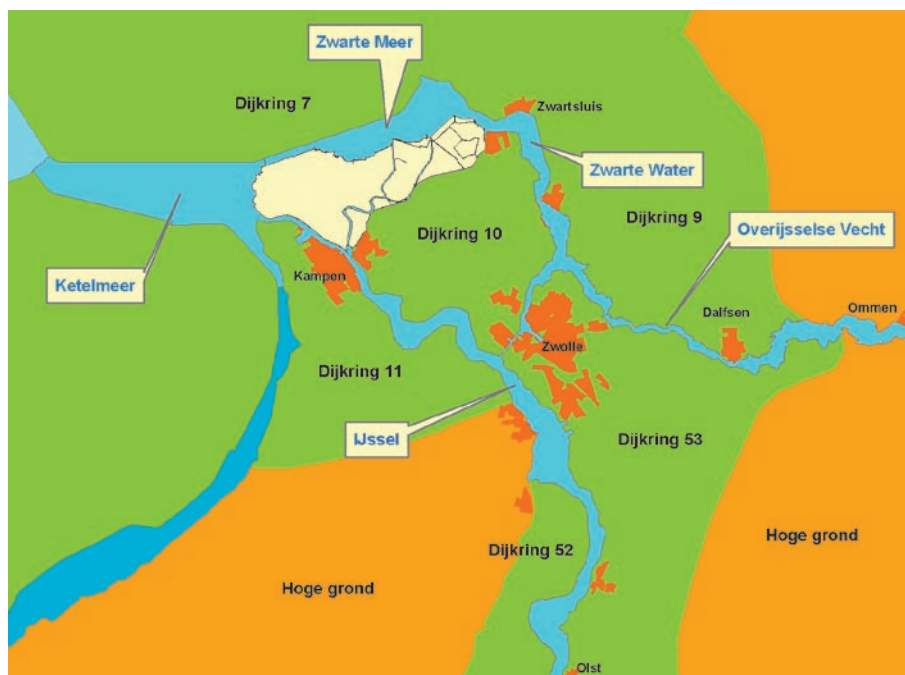 Zwarte Meer
Dijkring 7
Zwartsluis
Zwarte Water
Dijkring 9
Dijkring 10
Overijsselse Vecht
Ketelmeer
Kampen
Dalfsen
Ommen
Zwolle
Dijkring 11
IJssel
Dijkring 53
Dijkring 52
Hoge grond
Hoge grond
Olst